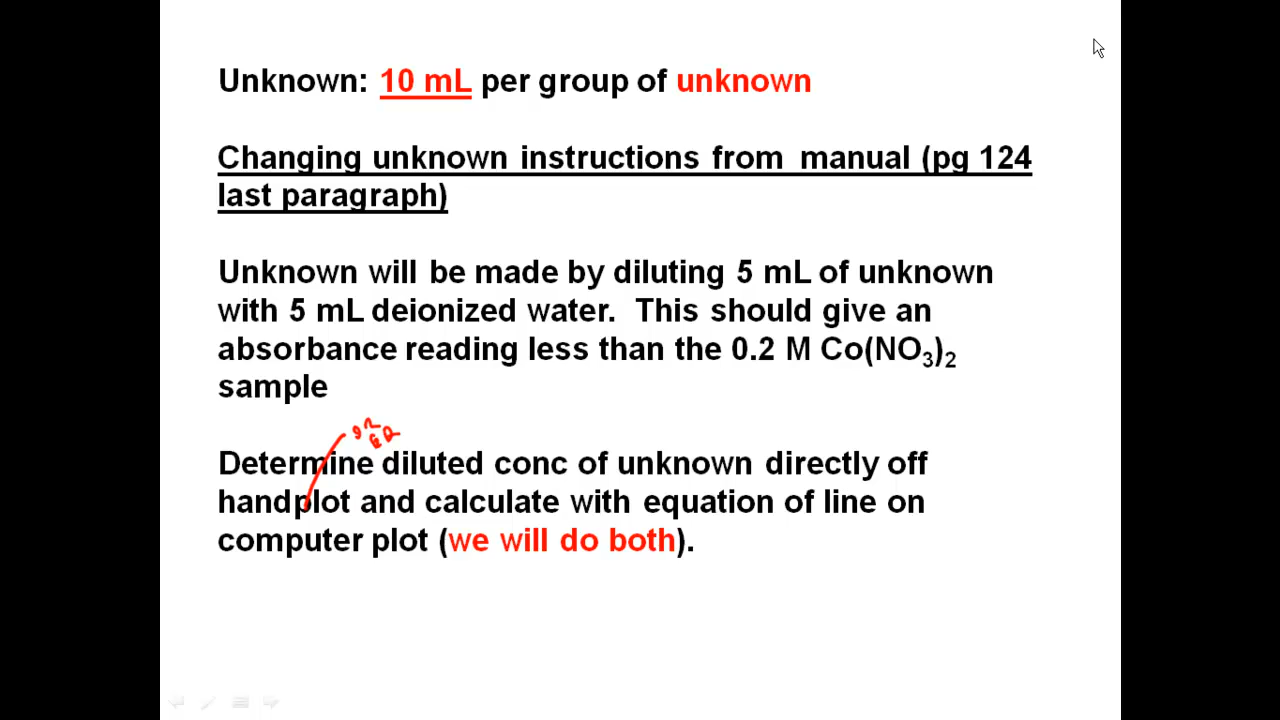 Unknown: 10 mL per group of unknown
Changing unknown instructions from manual (pg 124
last paragraph)
Unknown will be made by diluting 5 mL of unknown
with 5 mL deionized water. This should give an
absorbance reading less than the 0.2 M Co(NO₃)₂
sample
Determine diluted conc of unknown directly off
handplot and calculate with equation of line on
computer plot (we will do both).